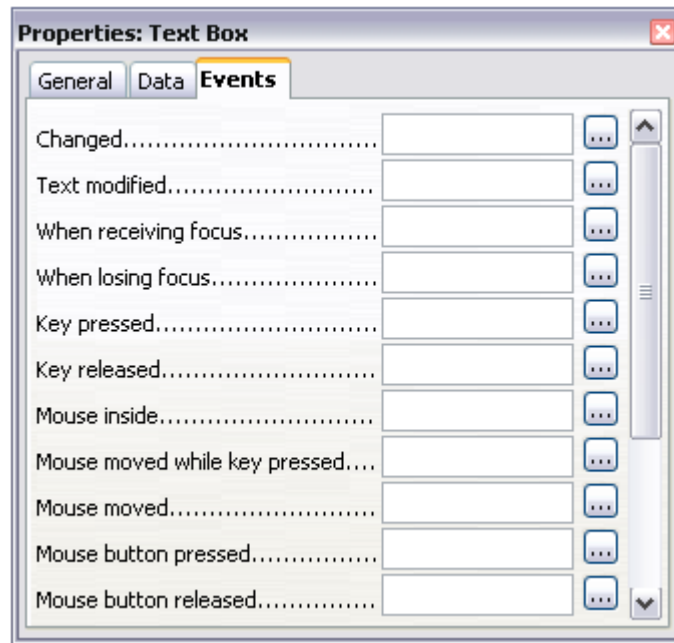 Properties: Text Box
General Data Events
Changed............................... ...
Text modified......................... ...
When receiving focus................. ...
When losing focus..................... ...
Key pressed........................... ...
Key released.......................... ...
Mouse inside.......................... ...
Mouse moved while key pressed.... ...
Mouse moved.......................... ...
Mouse button pressed................ ...
Mouse button released............... ...